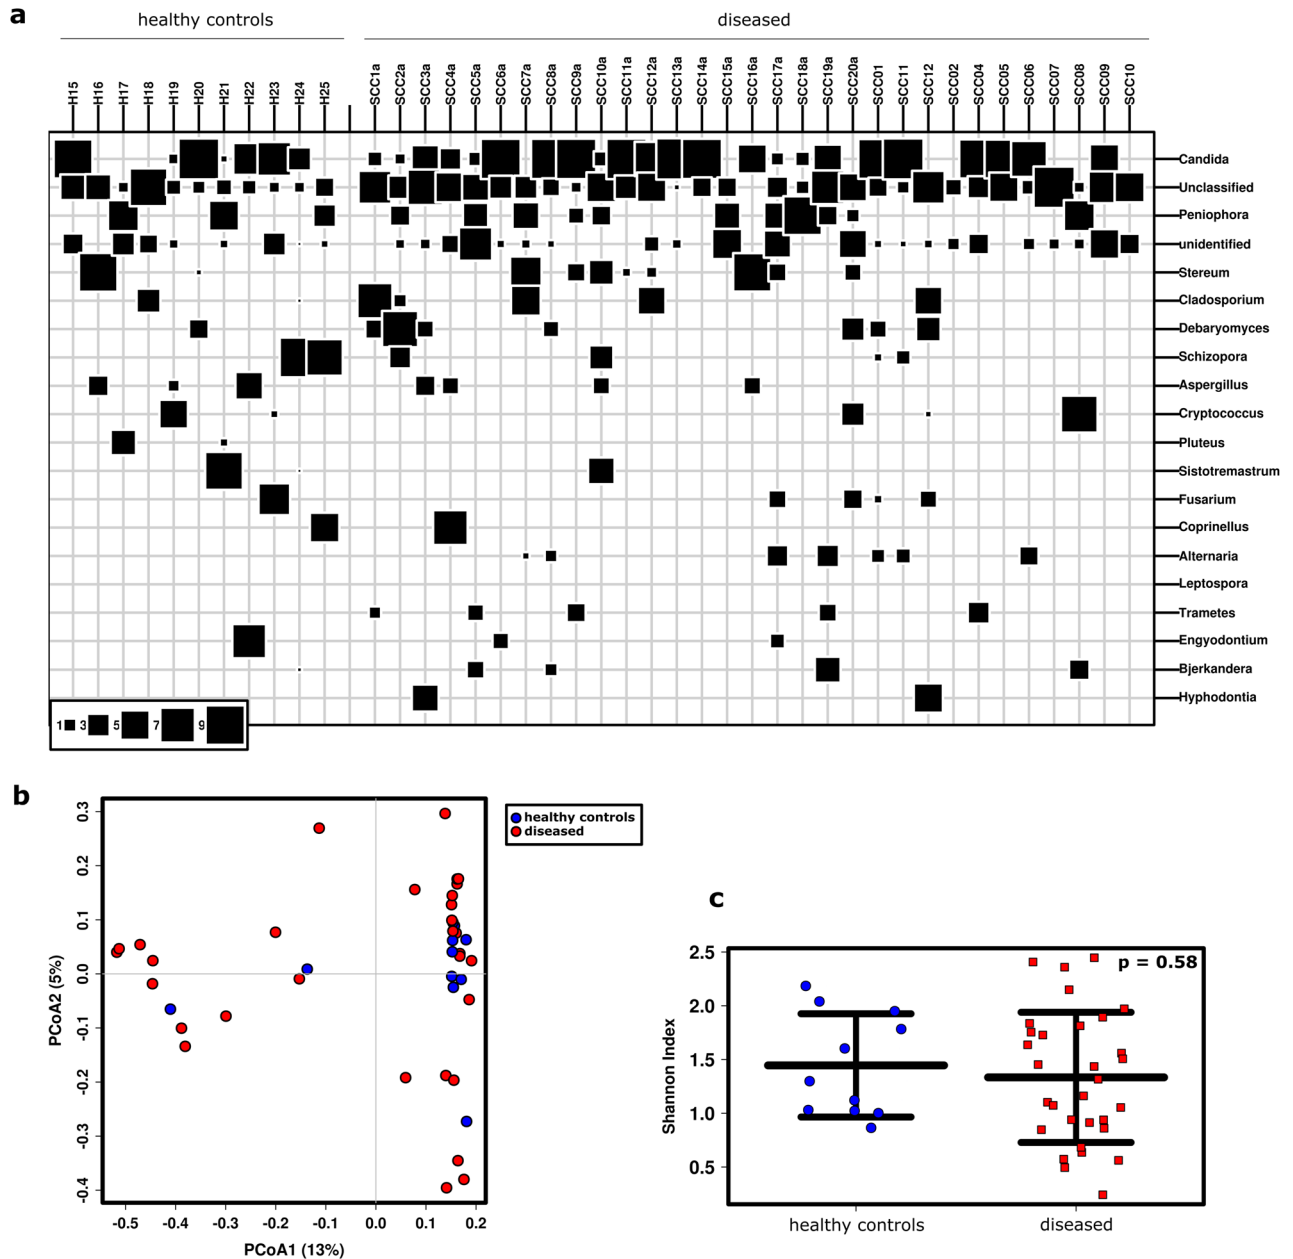 a
healthy controls
diseased
H15 H16 H17 H18 H19 H20 H21 H22 H23 H24 H25 SCC1a SCC2a SCC3a SCC4a SCC5a SCC6a SCC7a SCC8a SCC9a SCC10a SCC11a SCC12a SCC13a SCC14a SCC15a SCC16a SCC17a SCC18a SCC19a SCC20a SCC01 SCC11 SCC12 SCC02 SCC04 SCC05 SCC06 SCC07 SCC08 SCC09 SCC10
Candida
Unclassified
Peniophora
unidentified
Stereum
Cladosporium
Debaryomyces
Schizopora
Aspergillus
Cryptococcus
Pluteus
Sistotremastrum
Fusarium
Coprinellus
Alternaria
Leptospora
Trametes
Engyodontium
Bjerkandera
Hyphodontia
1 3 5 7 9
b
0.3
0.2
0.1
0.0
-0.1
-0.2
-0.3
-0.4
PCoA2 (5%)
-0.5 -0.4 -0.3 -0.2 -0.1 0.0 0.1 0.2
PCoA1 (13%)
healthy controls
diseased
c
p = 0.58
2.5
2.0
1.5
1.0
0.5
Shannon Index
healthy controls
diseased